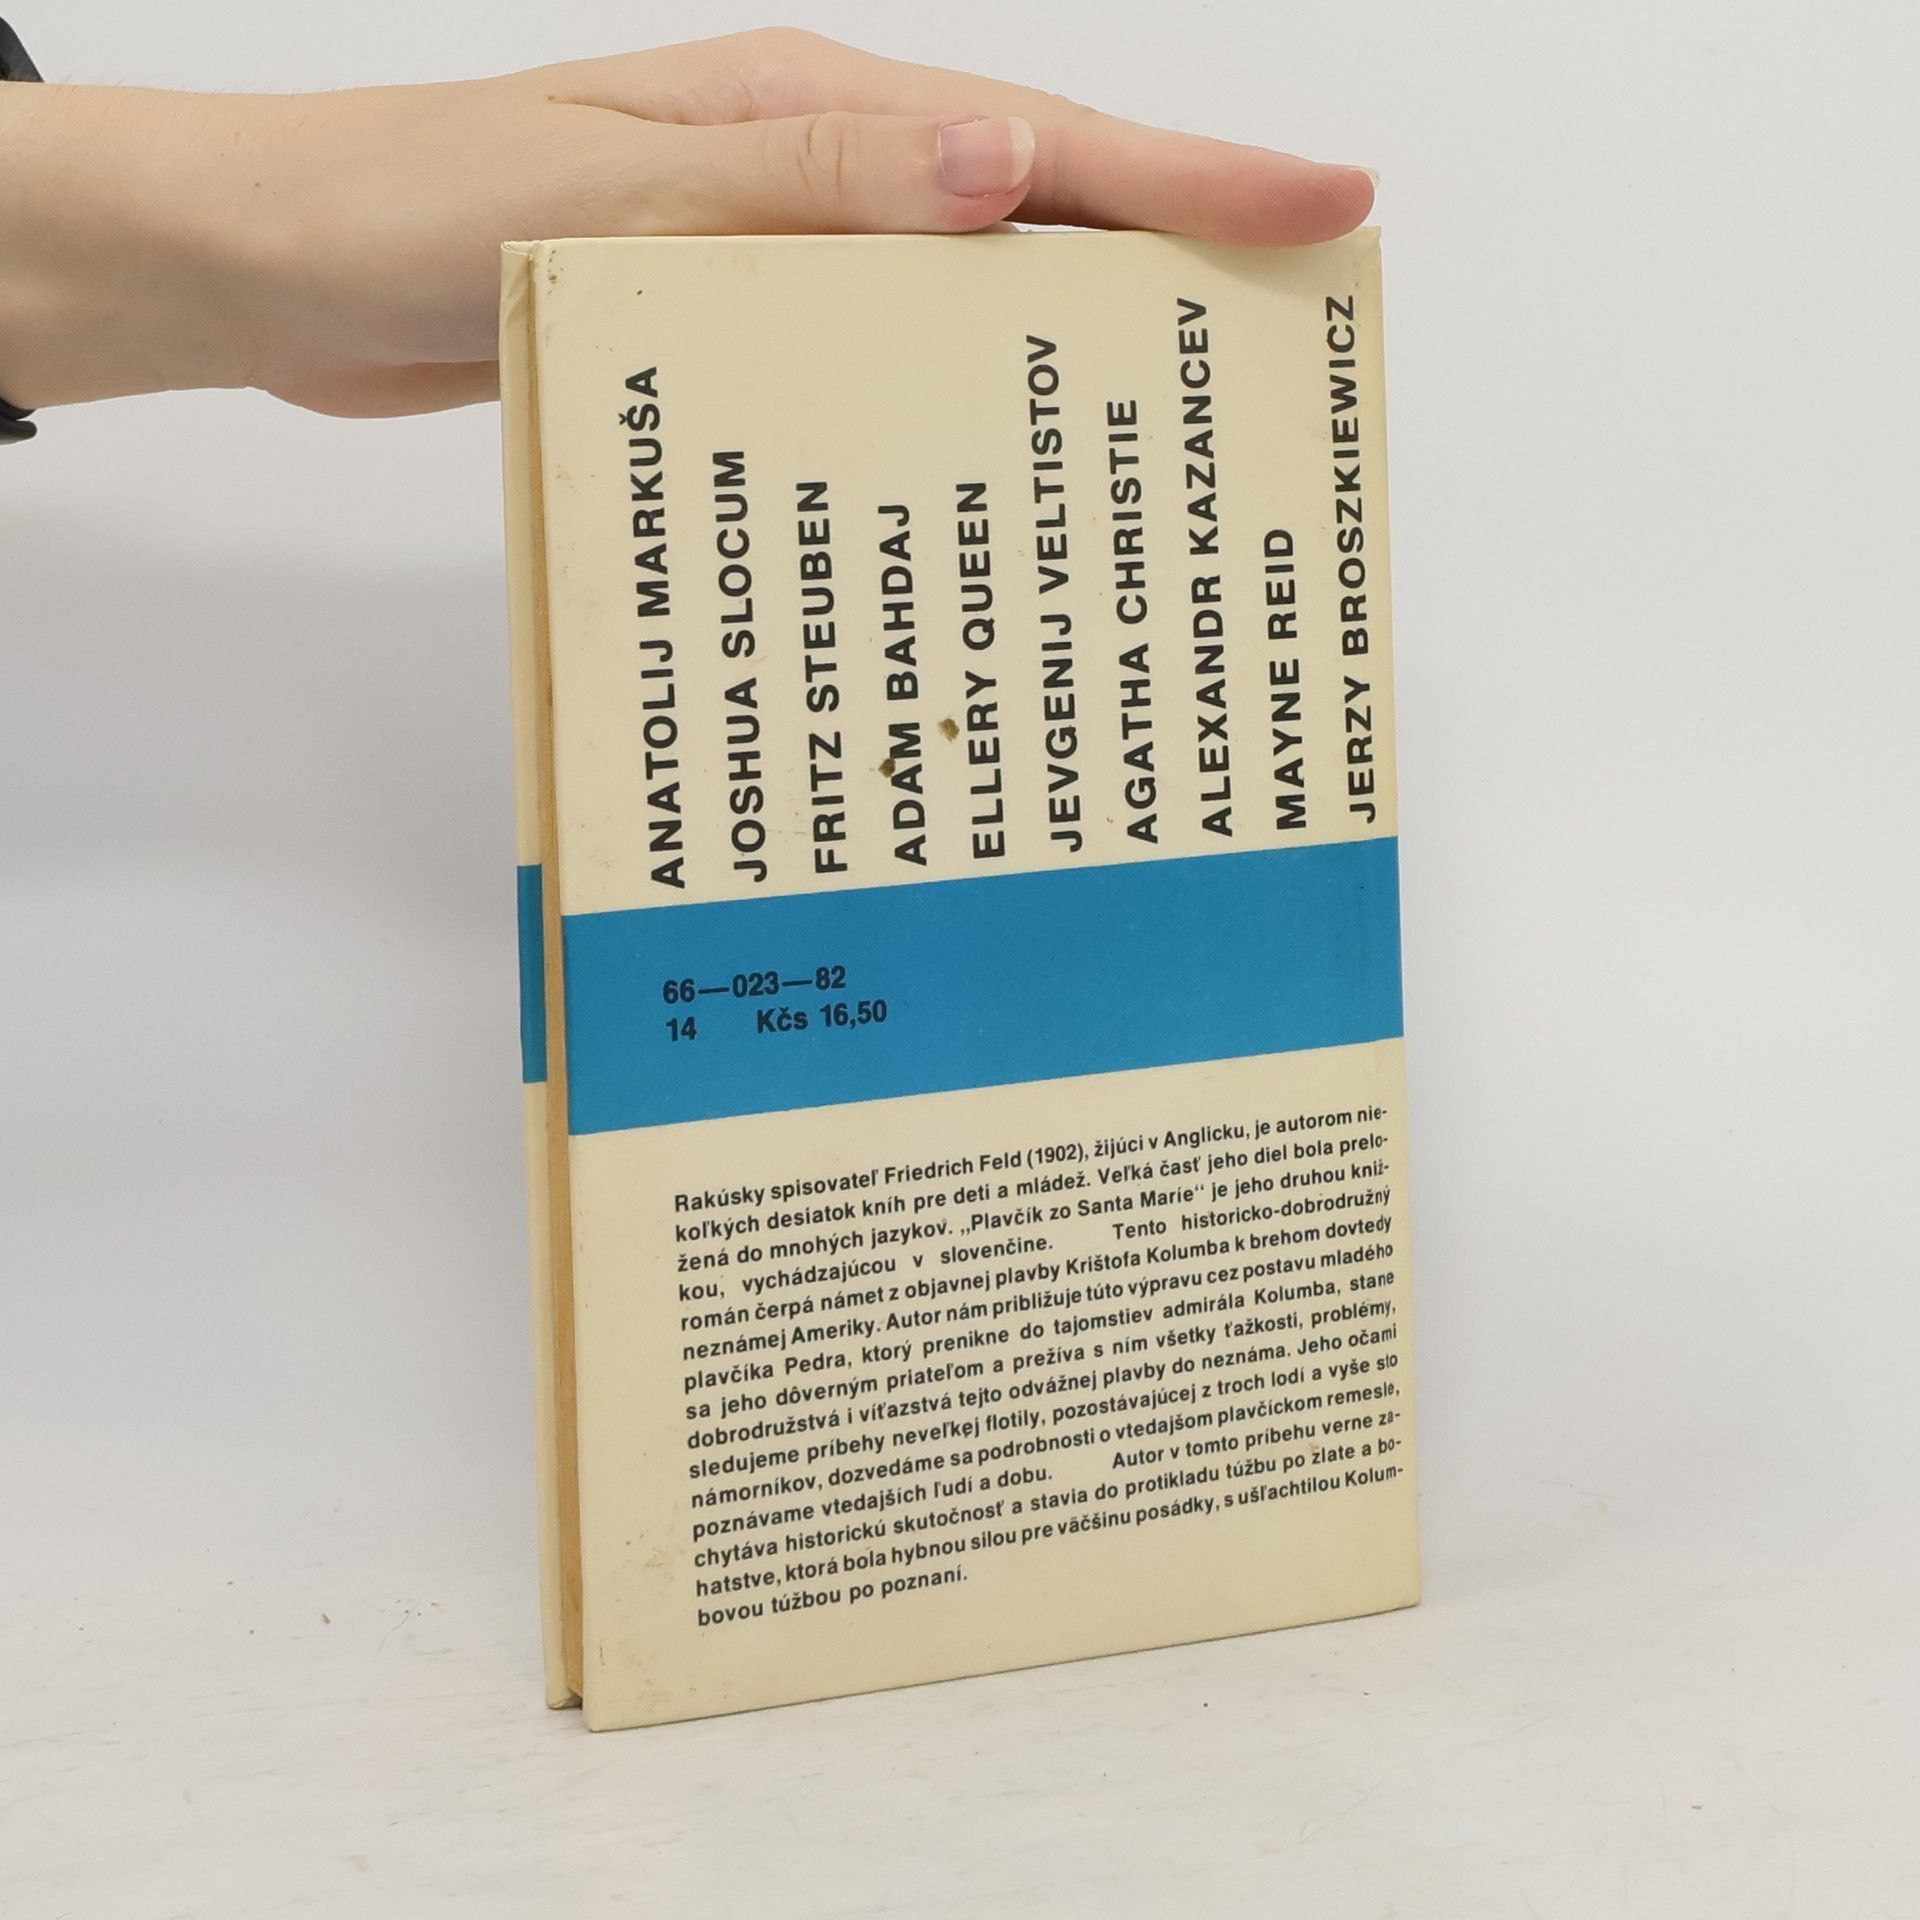 ANATOLIJ MARKUŠA
JOSHUA SLOCUM
FRITZ STEUBEN
ADAM BAHDAJ
ELLERY QUEEN
JEVGENIJ VELTISTOV
AGATHA CHRISTIE
ALEXANDR KAZANCEV
MAYNE REID
JERZY BROSZKIEWICZ
66—023—82
14 Kčs 16,50
Rakúsky spisovateľ Friedrich Feld (1902), žijúci v Anglicku, je autorom nie-
koľkých desiatok kníh pre deti a mládež. Veľká časť jeho diel bola prelo-
žená do mnohých jazykov. „Plavčík zo Santa Maríe“ je jeho druhou kniž-
kou, vychádzajúcou v slovenčine. Tento historicko-dobrodružný
román čerpá námet z objavnej plavby Krištofa Kolumba k brehom dovtedy
neznámej Ameriky. Autor nám približuje túto výpravu cez postavu mladého
plavčíka Pedra, ktorý prenikne do tajomstiev admirála Kolumba, stane
sa jeho dôverným priateľom a prežíva s ním všetky ťažkosti, problémy,
dobrodružstvá i víťazstvá tejto odvážnej plavby do neznáma. Jeho očami
sledujeme príbehy neveľkej flotily, pozostávajúcej z troch lodí a vyše sto
námorníkov, dozvedáme sa podrobnosti o vtedajšom plavčíckom remesle,
poznávame vtedajších ľudí a dobu. Autor v tomto príbehu verne za-
chytáva historickú skutočnosť a stavia do protikladu túžbu po zlate a bo-
hatstve, ktorá bola hybnou silou pre väčšinu posádky, s ušľachtilou Kolum-
bovou túžbou po poznaní.